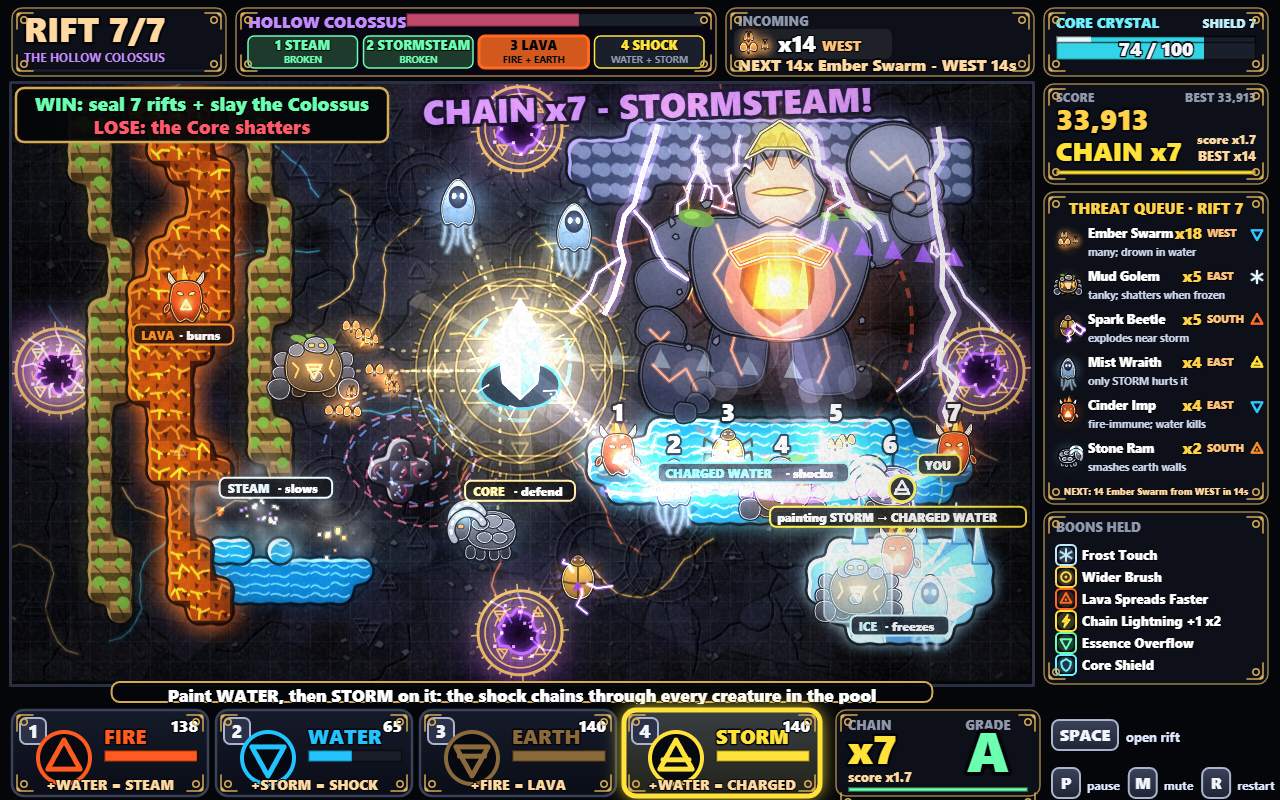 RIFT 7/7
THE HOLLOW COLOSSUS
HOLLOW COLOSSUS
1 STEAM
BROKEN
2 STORMSTEAM
BROKEN
3 LAVA
FIRE + EARTH
4 SHOCK
WATER + STORM
INCOMING
x14 WEST
NEXT 14x Ember Swarm - WEST 14s
CORE CRYSTAL SHIELD 7
74 / 100
WIN: seal 7 rifts + slay the Colossus
LOSE: the Core shatters
CHAIN x7 - STORMSTEAM!
SCORE BEST 33,913
33,913
CHAIN x7 score x1.7
BEST x14
THREAT QUEUE · RIFT 7
Ember Swarm x18 WEST
many; drown in water
Mud Golem x5 EAST
tanky; shatters when frozen
Spark Beetle x5 SOUTH
explodes near storm
Mist Wraith x4 EAST
only STORM hurts it
Cinder Imp x4 EAST
fire-immune; water kills
Stone Ram x2 SOUTH
smashes earth walls
NEXT: 14 Ember Swarm from WEST in 14s
LAVA - burns
1 2 3 4 5 6 7
CHARGED WATER - shocks
YOU
STEAM - slows
CORE - defend
painting STORM → CHARGED WATER
ICE - freezes
BOONS HELD
Frost Touch
Wider Brush
Lava Spreads Faster
Chain Lightning +1 x2
Essence Overflow
Core Shield
Paint WATER, then STORM on it: the shock chains through every creature in the pool
1 FIRE 138
+WATER = STEAM
2 WATER 65
+STORM = SHOCK
3 EARTH 140
+FIRE = LAVA
4 STORM 140
+WATER = CHARGED
CHAIN GRADE
x7 A
score x1.7
SPACE open rift
P pause M mute R restart